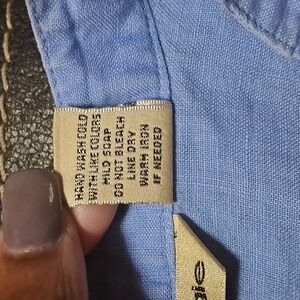 HAND WASH COLD
WITH LIKE COLORS
MILD SOAP
DO NOT BLEACH
LINE DRY
WARM IRON
IF NEEDED